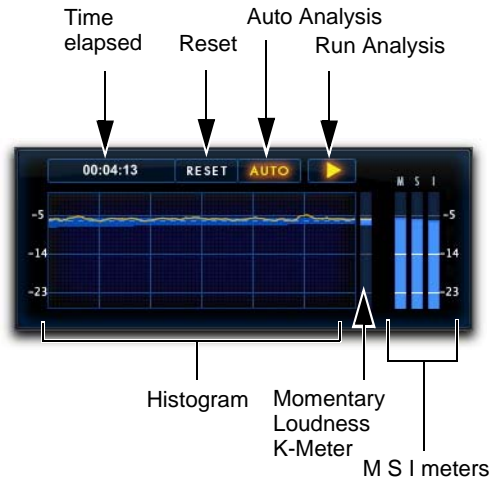 Time
elapsed
Reset
Auto Analysis
Run Analysis
00:04:13
RESET
AUTO
M S I
-5
-14
-23
-5
-14
-23
Histogram
Momentary
Loudness
K-Meter
M S I meters